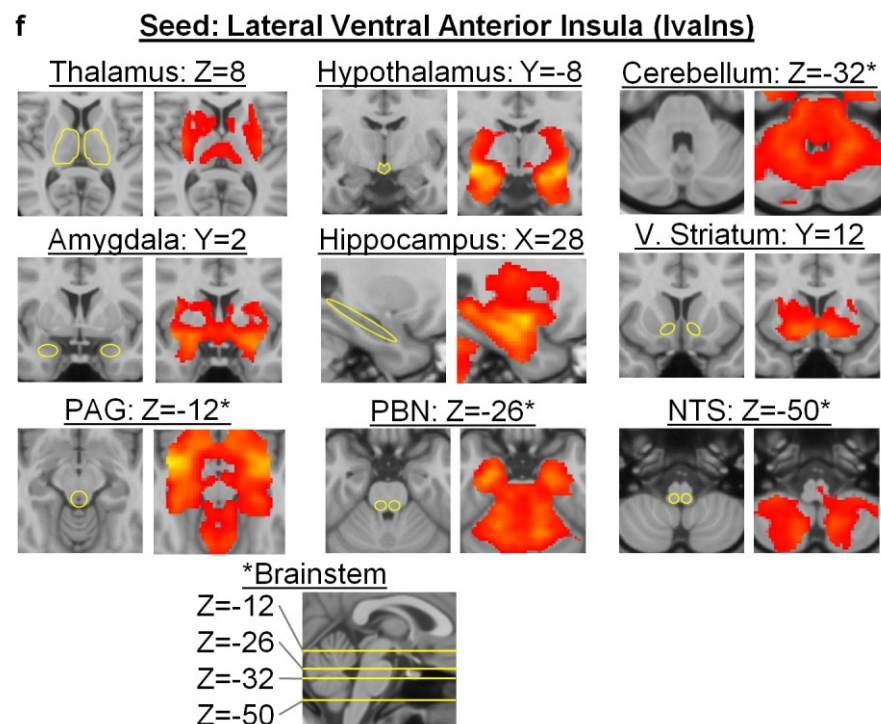 f
Seed: Lateral Ventral Anterior Insula (lvaIns)
Thalamus: Z=8
Hypothalamus: Y=-8
Cerebellum: Z=-32*
Amygdala: Y=2
Hippocampus: X=28
V. Striatum: Y=12
PAG: Z=-12*
PBN: Z=-26*
NTS: Z=-50*
*Brainstem
Z=-12
Z=-26
Z=-32
Z=-50